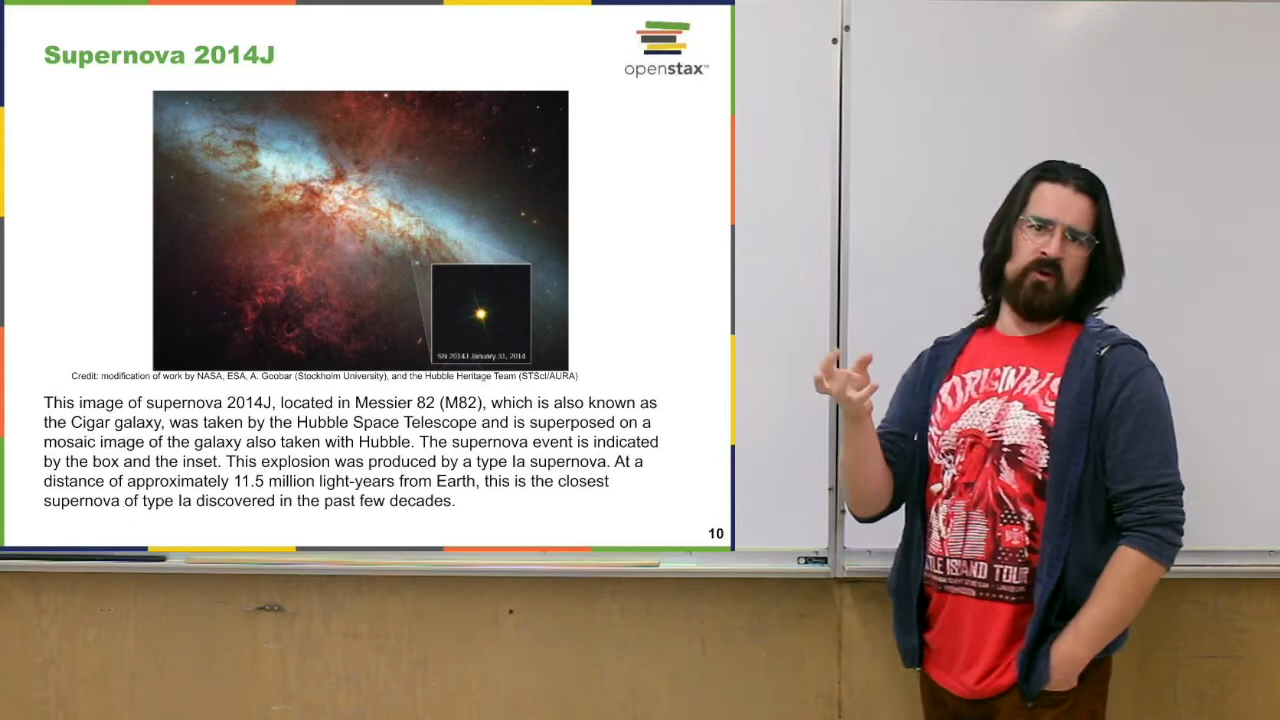 Supernova 2014J
openstax™
SN 2014J January 31, 2014
Credit: modification of work by NASA, ESA, A. Goobar (Stockholm University), and the Hubble Heritage Team (STScI/AURA)
This image of supernova 2014J, located in Messier 82 (M82), which is also known as
the Cigar galaxy, was taken by the Hubble Space Telescope and is superposed on a
mosaic image of the galaxy also taken with Hubble. The supernova event is indicated
by the box and the inset. This explosion was produced by a type Ia supernova. At a
distance of approximately 11.5 million light-years from Earth, this is the closest
supernova of type Ia discovered in the past few decades.
10
ORIGINALS
ISLAND TOUR